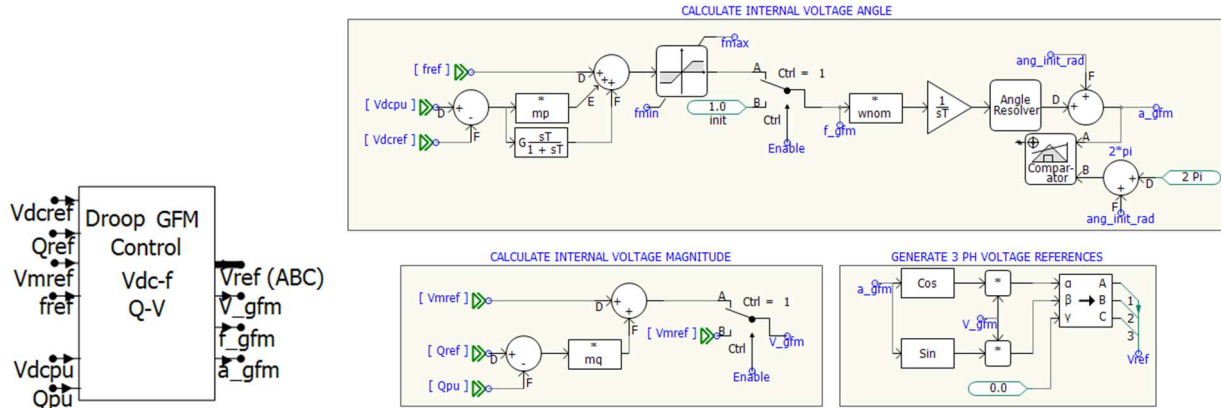 Vdcref
Qref
Vmref
fref
Vdcpu
Qpu
Droop GFM
Control
Vdc-f
Q-V
Vref (ABC)
V_gfm
f_gfm
a_gfm
CALCULATE INTERNAL VOLTAGE ANGLE
[ fref ]
[ Vdcpu ]
[ Vdcref ]
D
+
-
F
*
mp
G sT
1 + sT
D
E
F
+
+
+
fmax
fmin
1.0
init
A
B
Ctrl = 1
Ctrl
Enable
f_gfm
*
wnom
1
sT
Angle
Resolver
ang_init_rad
D
F
+
+
a_gfm
A
B
Compar-
ator
2*pi
+
+
D
F
2 Pi
ang_init_rad
CALCULATE INTERNAL VOLTAGE MAGNITUDE
[ Vmref ]
[ Qref ]
[ Qpu ]
D
+
-
F
*
mq
D
+
+
F
[ Vmref ]
A
B
Ctrl = 1
Ctrl
Enable
V_gfm
GENERATE 3 PH VOLTAGE REFERENCES
a_gfm
Cos
Sin
*
V_gfm
*
0.0
α
β
γ
A
B
C
1
2
3
Vref